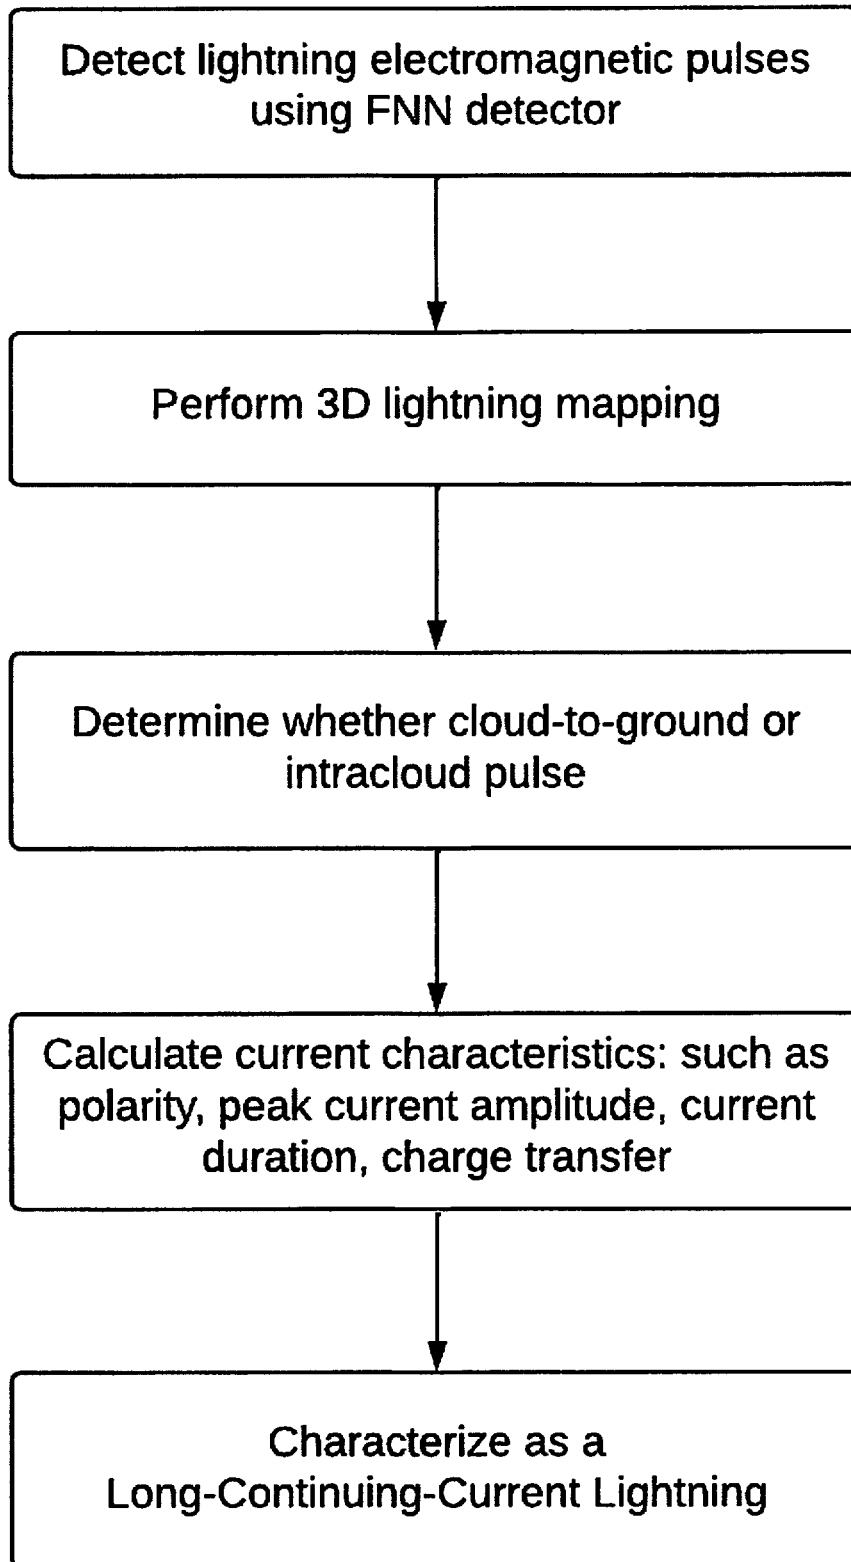 Detect lightning electromagnetic pulses
using FNN detector
Perform 3D lightning mapping
Determine whether cloud-to-ground or
intracloud pulse
Calculate current characteristics: such as
polarity, peak current amplitude, current
duration, charge transfer
Characterize as a
Long-Continuing-Current Lightning